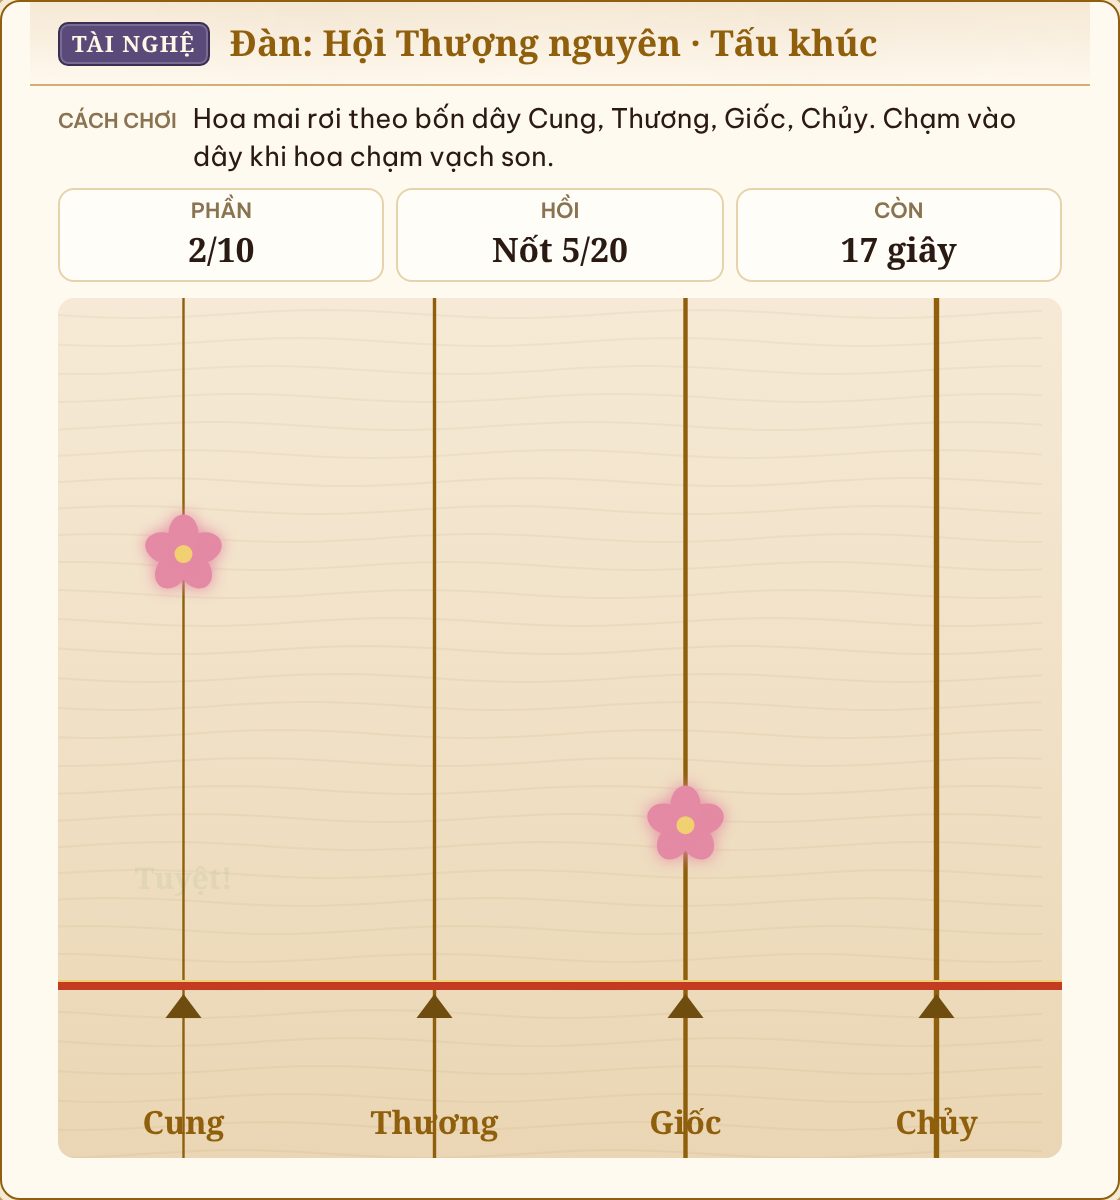 TÀI NGHỆ Đàn: Hội Thượng nguyên · Tấu khúc
CÁCH CHƠI Hoa mai rơi theo bốn dây Cung, Thương, Giốc, Chủy. Chạm vào
dây khi hoa chạm vạch son.
PHẦN HỒI CÒN
2/10 Nốt 5/20 17 giây
Tuyệt!
Cung Thương Giốc Chủy